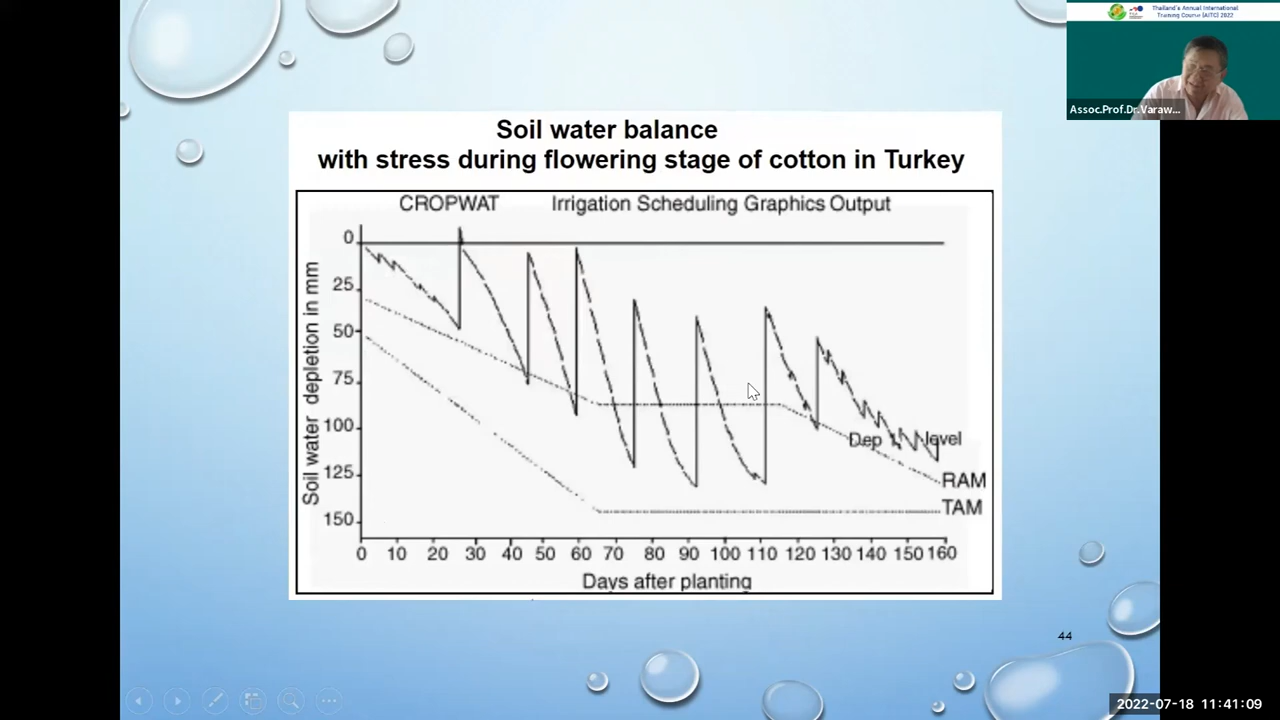 Thailand's Annual International
Training Course (AITC) 2022
Assoc.Prof.Dr.Varaw...
Soil water balance
with stress during flowering stage of cotton in Turkey
CROPWAT Irrigation Scheduling Graphics Output
Soil water depletion in mm
0
25
50
75
100
125
150
Dep level
RAM
TAM
0 10 20 30 40 50 60 70 80 90 100 110 120 130 140 150 160
Days after planting
44
2022-07-18 11:41:09